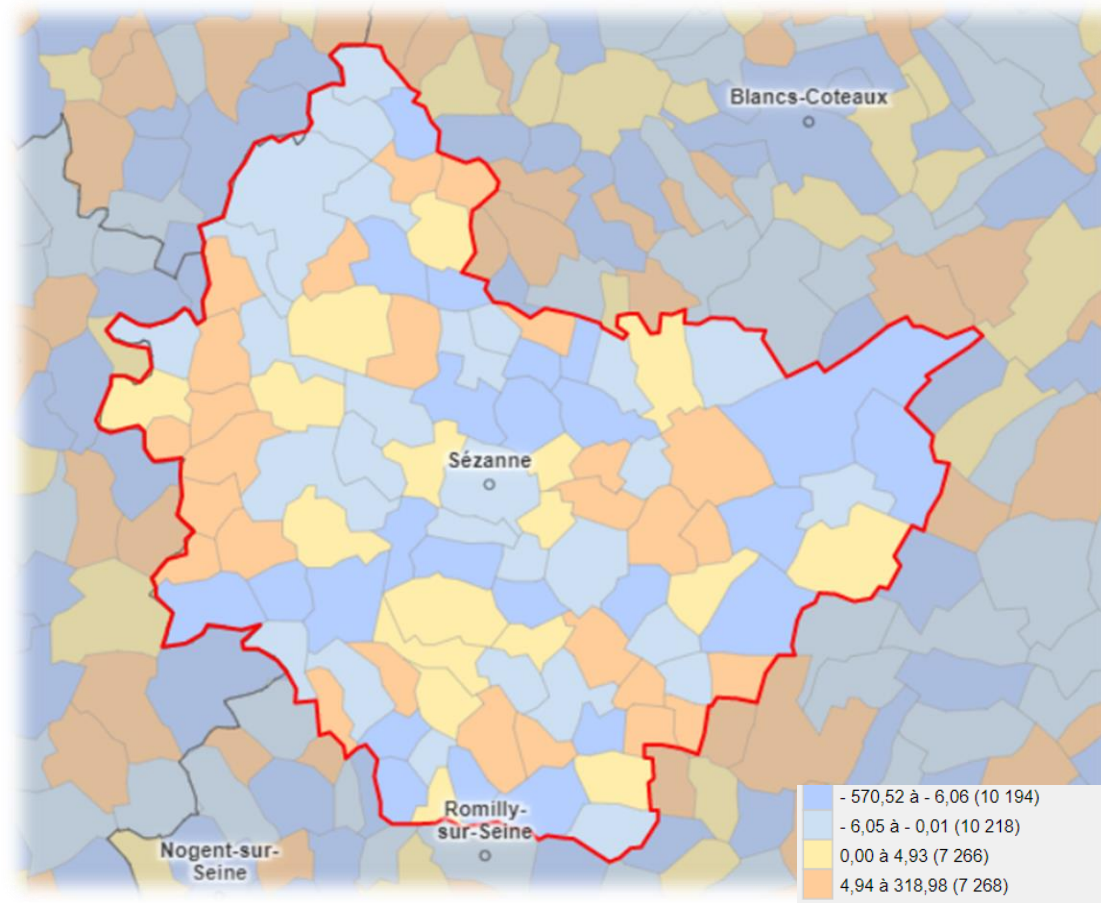 Blancs-Coteaux
Sézanne
Romilly-
sur-Seine
Nogent-sur-
Seine
- 570,52 à - 6,06 (10 194)
- 6,05 à - 0,01 (10 218)
0,00 à 4,93 (7 266)
4,94 à 318,98 (7 268)